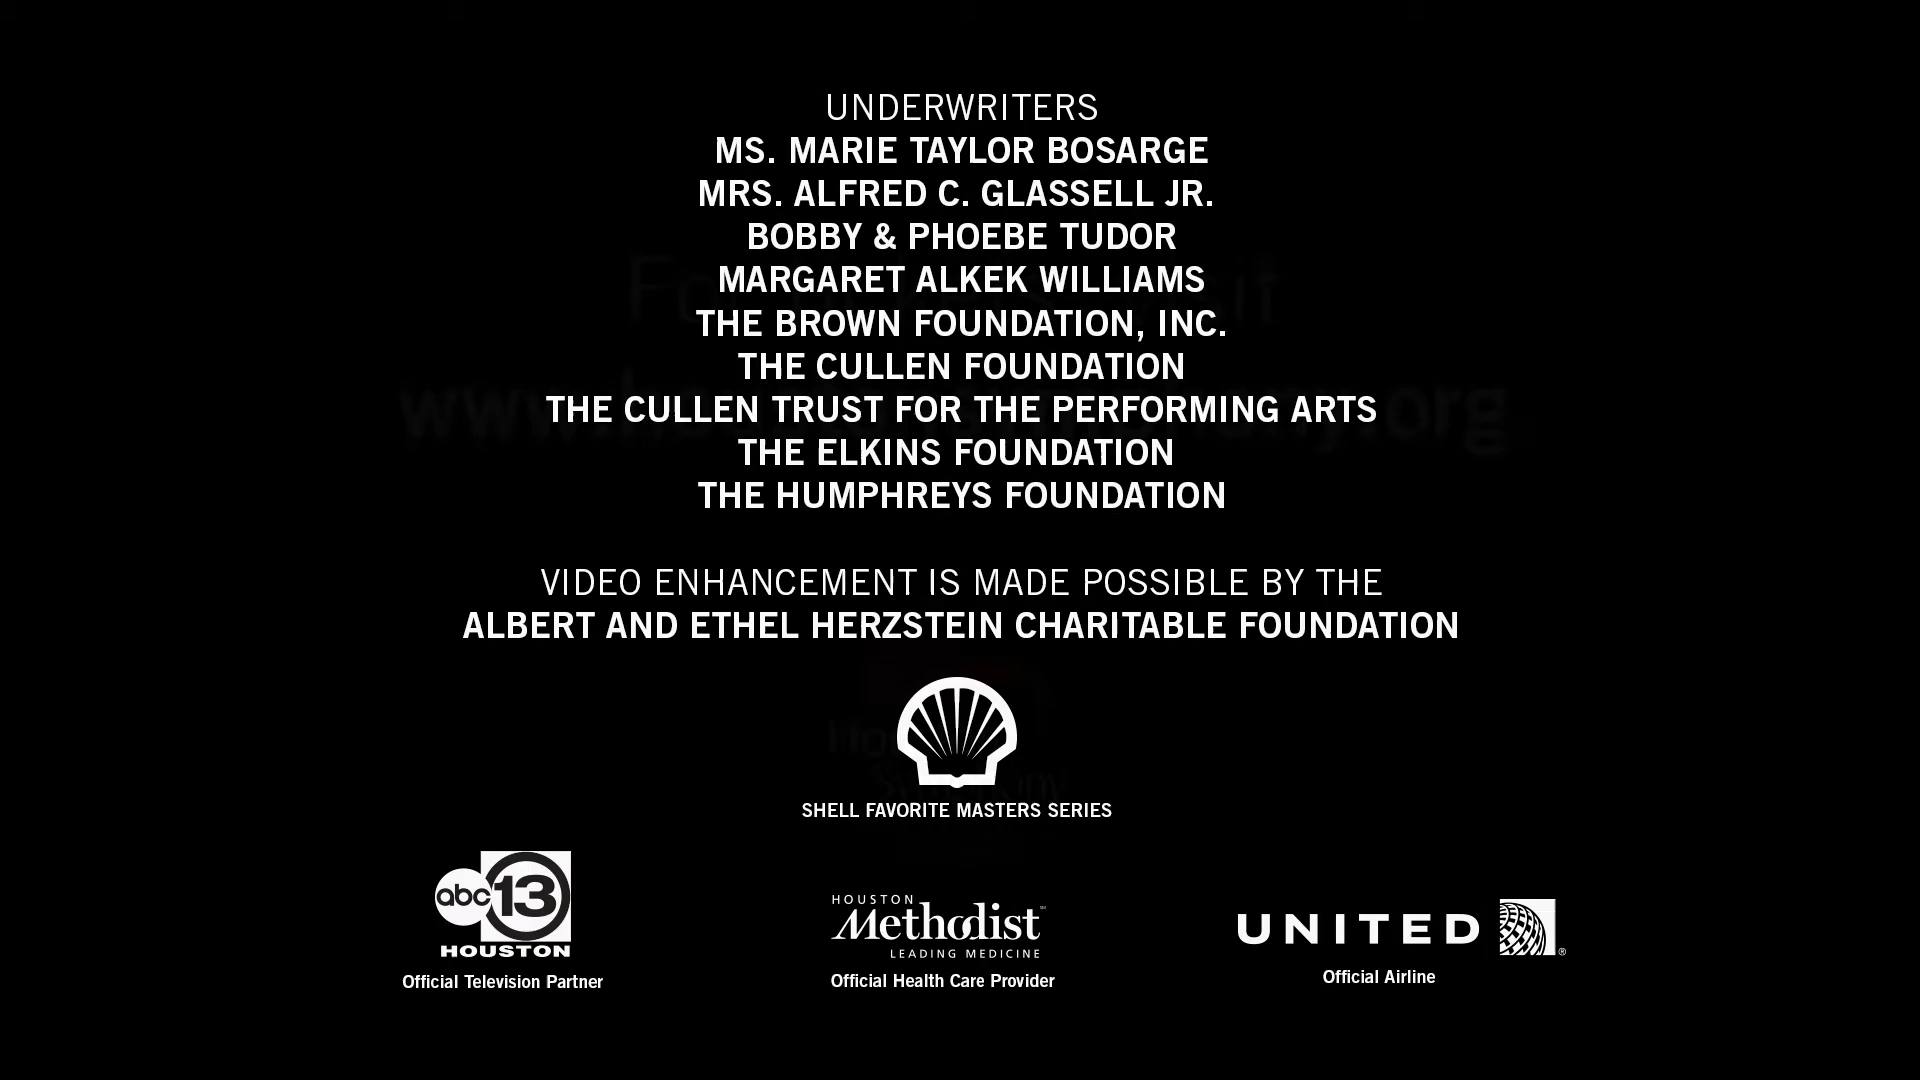 UNDERWRITERS
MS. MARIE TAYLOR BOSARGE
MRS. ALFRED C. GLASSELL JR.
BOBBY & PHOEBE TUDOR
MARGARET ALKEK WILLIAMS
THE BROWN FOUNDATION, INC.
THE CULLEN FOUNDATION
THE CULLEN TRUST FOR THE PERFORMING ARTS
THE ELKINS FOUNDATION
THE HUMPHREYS FOUNDATION
VIDEO ENHANCEMENT IS MADE POSSIBLE BY THE
ALBERT AND ETHEL HERZSTEIN CHARITABLE FOUNDATION
SHELL FAVORITE MASTERS SERIES
abc 13
HOUSTON
Official Television Partner
HOUSTON
Methodist
LEADING MEDICINE
Official Health Care Provider
UNITED ®
Official Airline